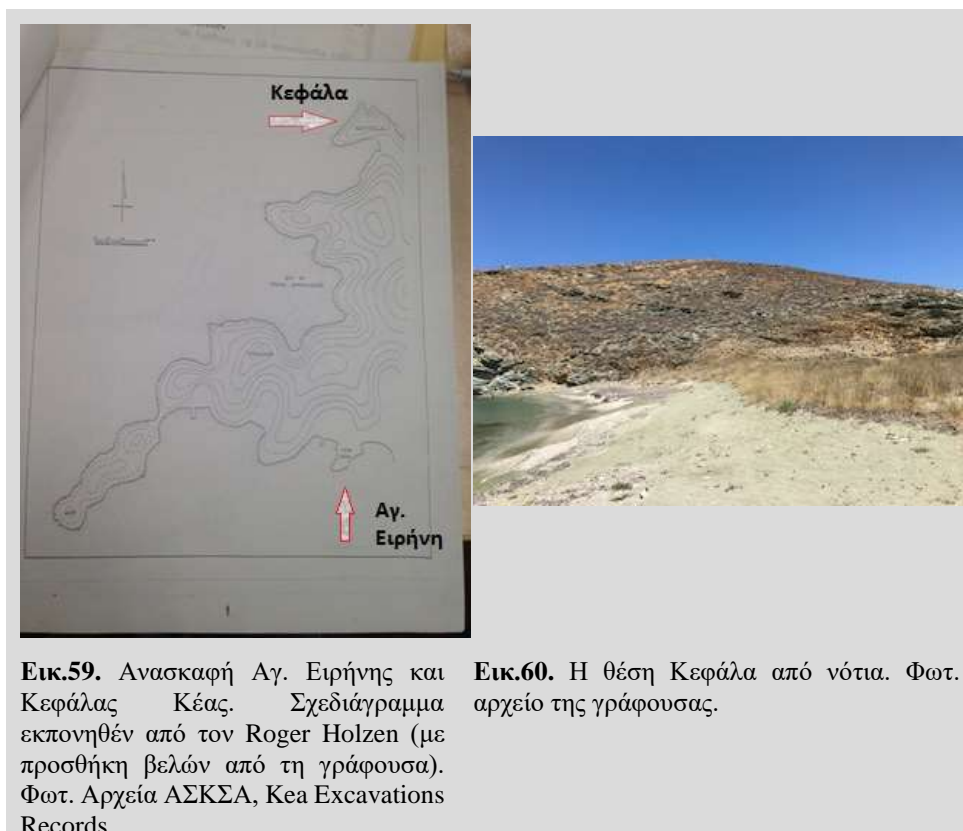 Κεφάλα
Αγ.
Ειρήνη
Εικ.59. Ανασκαφή Αγ. Ειρήνης και
Κεφάλας Κέας. Σχεδιάγραμμα
εκπονηθέν από τον Roger Holzen (με
προσθήκη βελών από τη γράφουσα).
Φωτ. Αρχεία ΑΣΚΣΑ, Kea Excavations
Records
Εικ.60. Η θέση Κεφάλα από νότια. Φωτ.
αρχείο της γράφουσας.